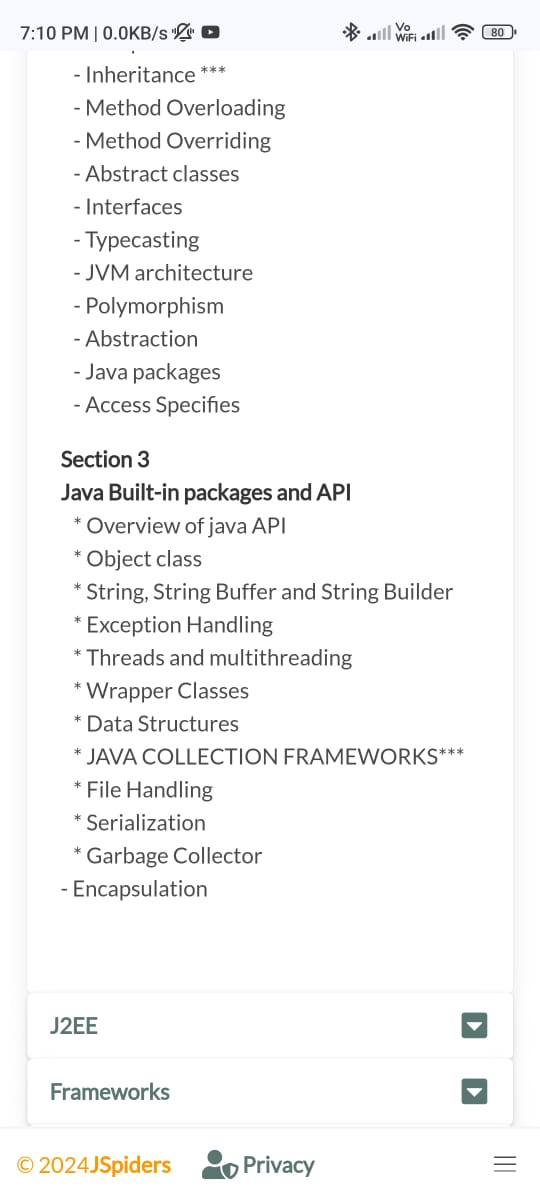 7:10 PM | 0.0KB/s
Vo
WiFi
80
- Inheritance ***
- Method Overloading
- Method Overriding
- Abstract classes
- Interfaces
- Typecasting
- JVM architecture
- Polymorphism
- Abstraction
- Java packages
- Access Specifies
Section 3
Java Built-in packages and API
* Overview of java API
* Object class
* String, String Buffer and String Builder
* Exception Handling
* Threads and multithreading
* Wrapper Classes
* Data Structures
* JAVA COLLECTION FRAMEWORKS***
* File Handling
* Serialization
* Garbage Collector
- Encapsulation
J2EE
Frameworks
© 2024JSpiders
Privacy